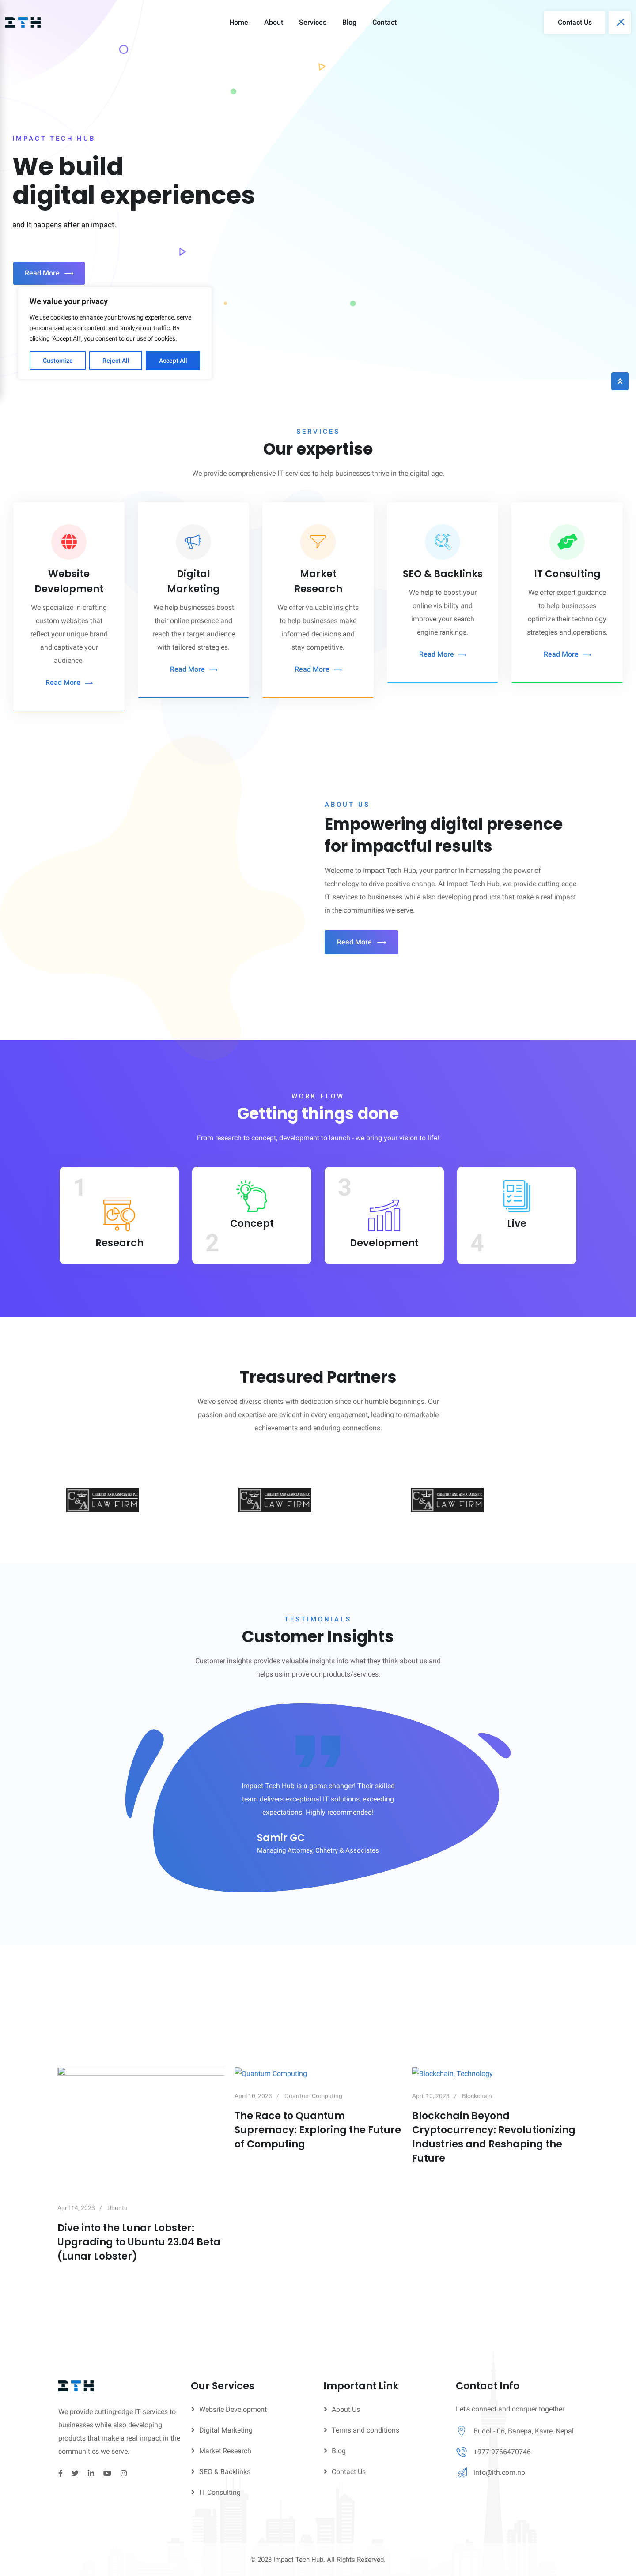 ITH
Home About Services Blog Contact
Contact Us
IMPACT TECH HUB
We build
digital experiences
and It happens after an impact.
Read More
We value your privacy
We use cookies to enhance your browsing experience, serve
personalized ads or content, and analyze our traffic. By
clicking "Accept All", you consent to our use of cookies.
Customize Reject All Accept All
SERVICES
Our expertise
We provide comprehensive IT services to help businesses thrive in the digital age.
Website
Development
We specialize in crafting
custom websites that
reflect your unique brand
and captivate your
audience.
Read More
Digital
Marketing
We help businesses boost
their online presence and
reach their target audience
with tailored strategies.
Read More
Market
Research
We offer valuable insights
to help businesses make
informed decisions and
stay competitive.
Read More
SEO & Backlinks
We help to boost your
online visibility and
improve your search
engine rankings.
Read More
IT Consulting
We offer expert guidance
to help businesses
optimize their technology
strategies and operations.
Read More
ABOUT US
Empowering digital presence
for impactful results
Welcome to Impact Tech Hub, your partner in harnessing the power of
technology to drive positive change. At Impact Tech Hub, we provide cutting-edge
IT services to businesses while also developing products that make a real impact
in the communities we serve.
Read More
WORK FLOW
Getting things done
From research to concept, development to launch - we bring your vision to life!
1
Research
Concept
2
3
Development
Live
4
Treasured Partners
We've served diverse clients with dedication since our humble beginnings. Our
passion and expertise are evident in every engagement, leading to remarkable
achievements and enduring connections.
C&A CHHETRY AND ASSOCIATES P.C.
LAW FIRM
C&A CHHETRY AND ASSOCIATES P.C.
LAW FIRM
C&A CHHETRY AND ASSOCIATES P.C.
LAW FIRM
TESTIMONIALS
Customer Insights
Customer insights provides valuable insights into what they think about us and
helps us improve our products/services.
Impact Tech Hub is a game-changer! Their skilled
team delivers exceptional IT solutions, exceeding
expectations. Highly recommended!
Samir GC
Managing Attorney, Chhetry & Associates
April 14, 2023 / Ubuntu
Dive into the Lunar Lobster:
Upgrading to Ubuntu 23.04 Beta
(Lunar Lobster)
Quantum Computing
April 10, 2023 / Quantum Computing
The Race to Quantum
Supremacy: Exploring the Future
of Computing
Blockchain, Technology
April 10, 2023 / Blockchain
Blockchain Beyond
Cryptocurrency: Revolutionizing
Industries and Reshaping the
Future
ITH
We provide cutting-edge IT services to
businesses while also developing
products that make a real impact in the
communities we serve.
Our Services
Website Development
Digital Marketing
Market Research
SEO & Backlinks
IT Consulting
Important Link
About Us
Terms and conditions
Blog
Contact Us
Contact Info
Let's connect and conquer together.
Budol - 06, Banepa, Kavre, Nepal
+977 9766470746
info@ith.com.np
© 2023 Impact Tech Hub. All Rights Reserved.